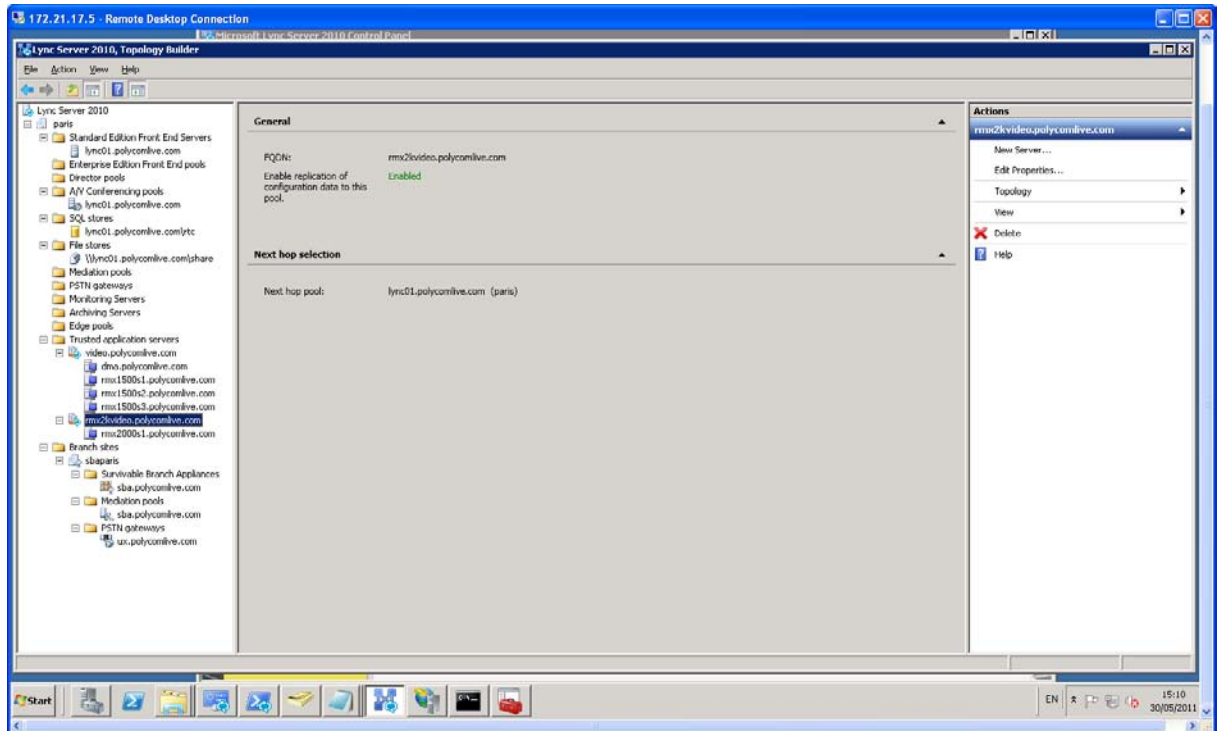 172.21.17.5 - Remote Desktop Connection
Microsoft Lync Server 2010 Control Panel
Lync Server 2010, Topology Builder
File Action View Help
Lync Server 2010
paris
Standard Edition Front End Servers
lync01.polycomlive.com
Enterprise Edition Front End pools
Director pools
A/V Conferencing pools
lync01.polycomlive.com
SQL stores
lync01.polycomlive.com\rtc
File stores
\\lync01.polycomlive.com\share
Mediation pools
PSTN gateways
Monitoring Servers
Archiving Servers
Edge pools
Trusted application servers
video.polycomlive.com
dma.polycomlive.com
rmx1500s1.polycomlive.com
rmx1500s2.polycomlive.com
rmx1500s3.polycomlive.com
rmx2kvideo.polycomlive.com
rmx2000s1.polycomlive.com
Branch sites
sbaparis
Survivable Branch Appliances
sba.polycomlive.com
Mediation pools
sba.polycomlive.com
PSTN gateways
ux.polycomlive.com
General
FQDN: rmx2kvideo.polycomlive.com
Enable replication of Enabled
configuration data to this
pool.
Next hop selection
Next hop pool: lync01.polycomlive.com (paris)
Actions
rmx2kvideo.polycomlive.com
New Server...
Edit Properties...
Topology
View
Delete
Help
Start
EN
15:10
30/05/2011